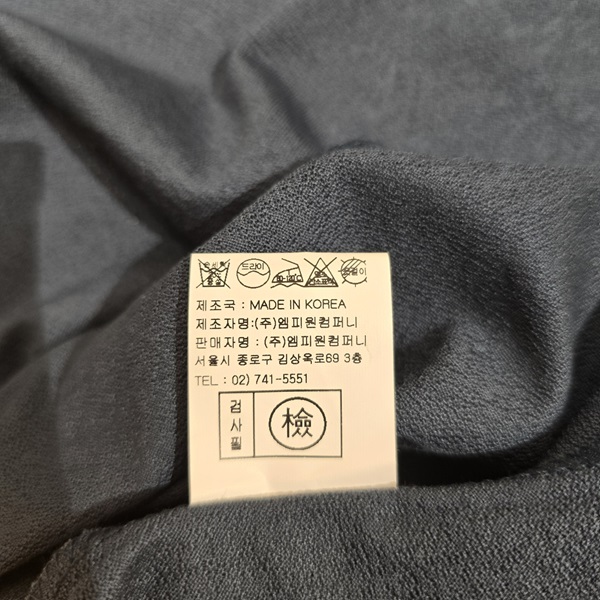 드라이
80-120℃
제조국 : MADE IN KOREA
제조자명:(주)엠피원컴퍼니
판매자명 : (주)엠피원컴퍼니
서울시 종로구 김상옥로69 3층
TEL : 02) 741-5551
검사필
檢